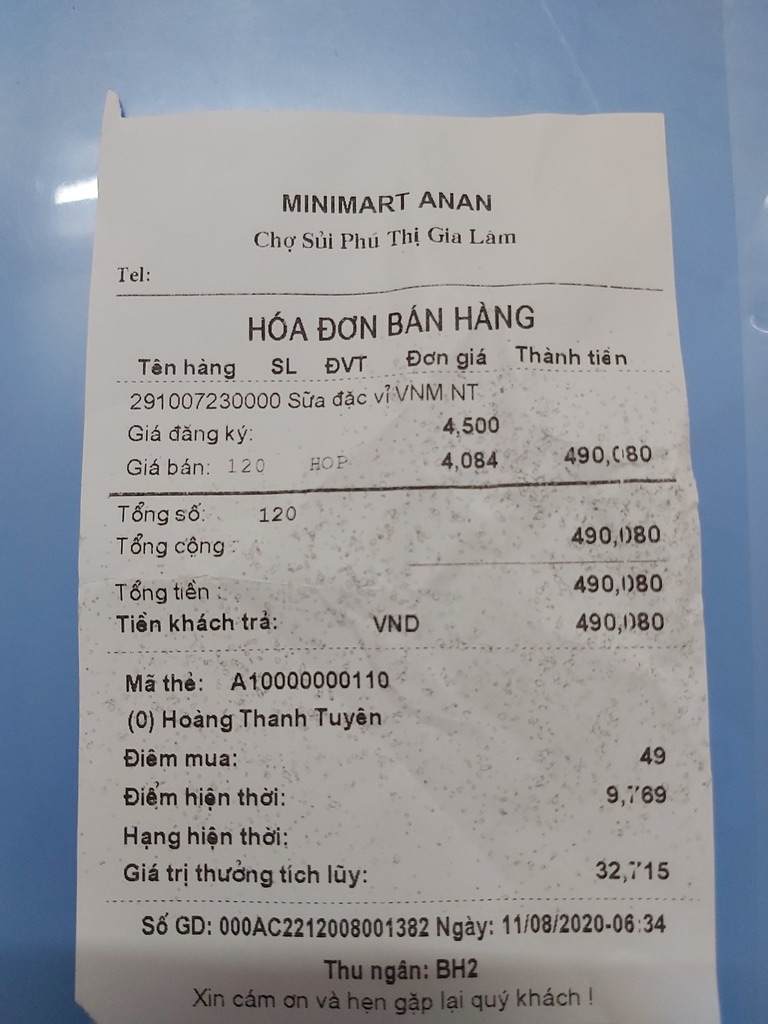 MINIMART ANAN
Chợ Sủi Phú Thị Gia Lâm
Tel:
HÓA ĐƠN BÁN HÀNG
Tên hàng SL ĐVT Đơn giá Thành tiền
291007230000 Sữa đặc vỉ VNM NT
Giá đăng ký: 4,500
Giá bán: 120 HOP 4,084 490,080
Tổng số: 120
Tổng cộng : 490,080
Tổng tiền : 490,080
Tiền khách trả: VND 490,080
Mã thẻ: A10000000110
(0) Hoàng Thanh Tuyên
Điểm mua: 49
Điểm hiện thời: 9,769
Hạng hiện thời:
Giá trị thưởng tích lũy: 32,715
Số GD: 000AC2212008001382 Ngày: 11/08/2020-06:34
Thu ngân: BH2
Xin cám ơn và hẹn gặp lại quý khách !